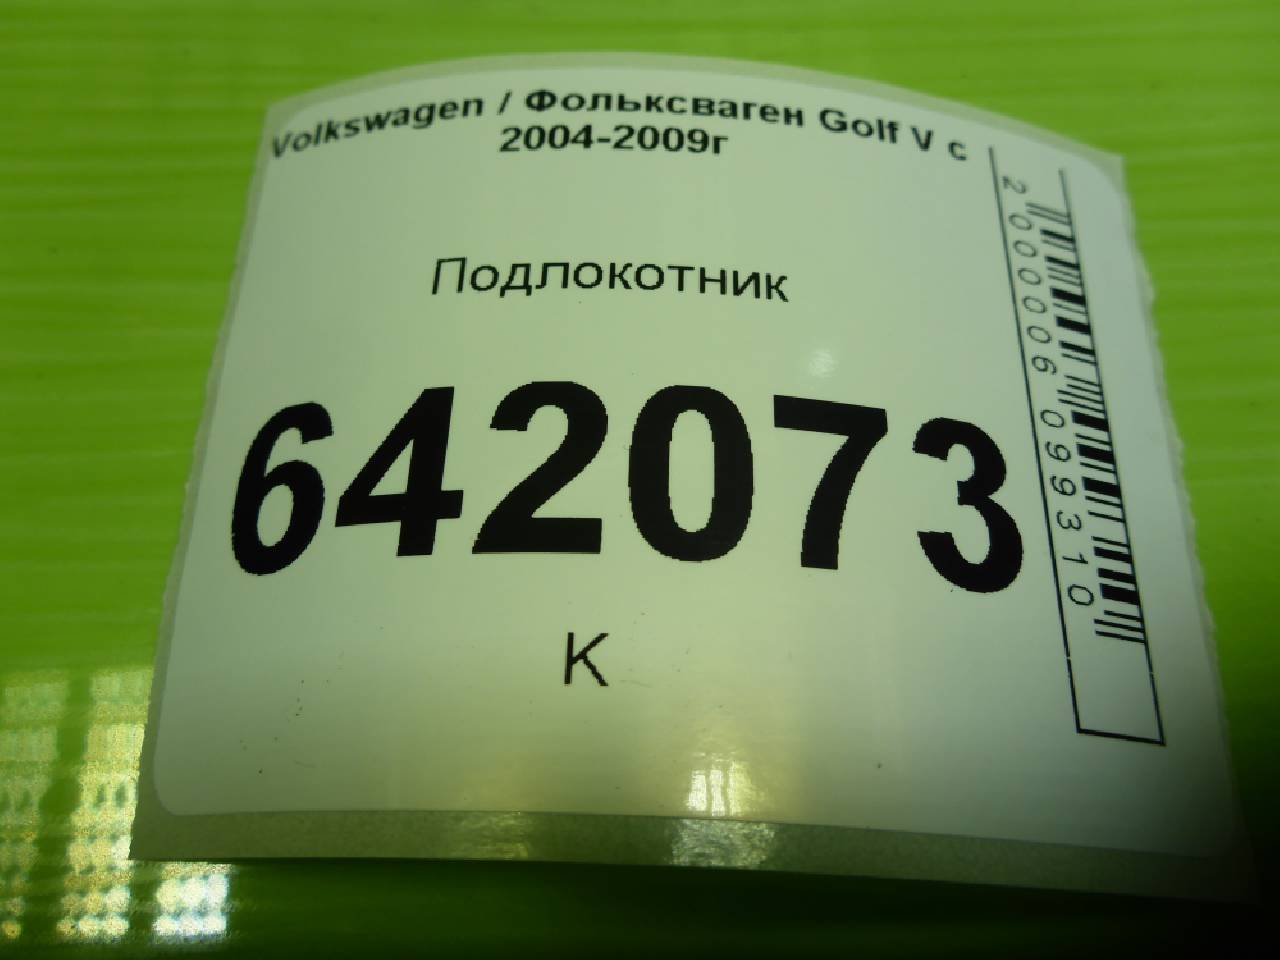 Volkswagen / Фольксваген Golf V с
2004-2009г
Подлокотник
642073
К
2000006099310